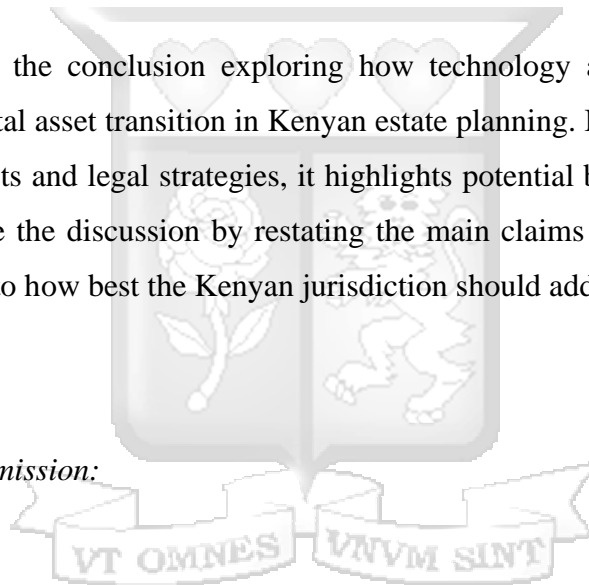 the conclusion exploring how technology a
tal asset transition in Kenyan estate planning.
ts and legal strategies, it highlights potential b
e the discussion by restating the main claims
o how best the Kenyan jurisdiction should add
mission:
VT OMNES VNVM SINT